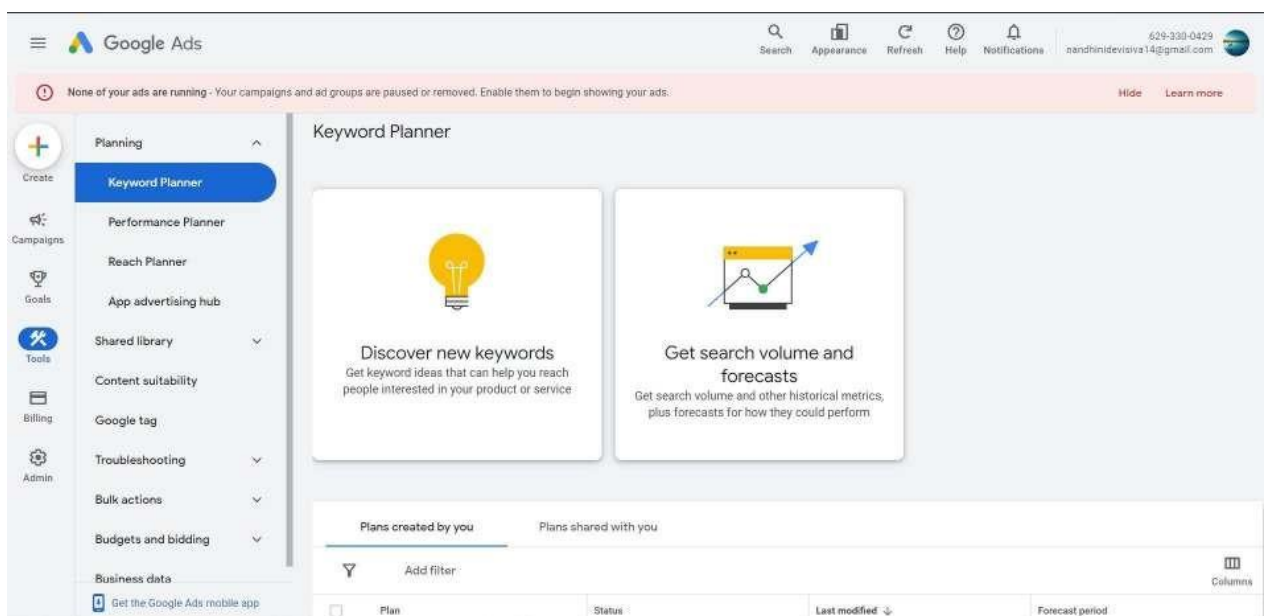 Google Ads
Search
Appearance
Refresh
Help
Notifications
629-330-0429
nandhinidevisiva14@gmail.com
None of your ads are running - Your campaigns and ad groups are paused or removed. Enable them to begin showing your ads.
Hide
Learn more
Create
Campaigns
Goals
Tools
Billing
Admin
Planning
Keyword Planner
Performance Planner
Reach Planner
App advertising hub
Shared library
Content suitability
Google tag
Troubleshooting
Bulk actions
Budgets and bidding
Business data
Get the Google Ads mobile app
Keyword Planner
Discover new keywords
Get keyword ideas that can help you reach
people interested in your product or service
Get search volume and
forecasts
Get search volume and other historical metrics,
plus forecasts for how they could perform
Plans created by you
Plans shared with you
Add filter
Columns
Plan
Status
Last modified
Forecast period